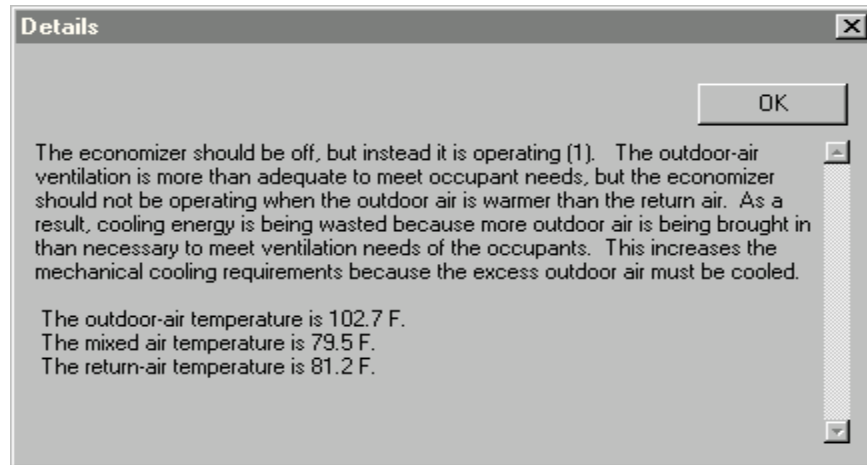 Details
OK
The economizer should be off, but instead it is operating (1).   The outdoor-air
ventilation is more than adequate to meet occupant needs, but the economizer
should not be operating when the outdoor air is warmer than the return air.  As a
result, cooling energy is being wasted because more outdoor air is being brought in
than necessary to meet ventilation needs of the occupants.  This increases the
mechanical cooling requirements because the excess outdoor air must be cooled.
The outdoor-air temperature is 102.7 F.
The mixed air temperature is 79.5 F.
The return-air temperature is 81.2 F.